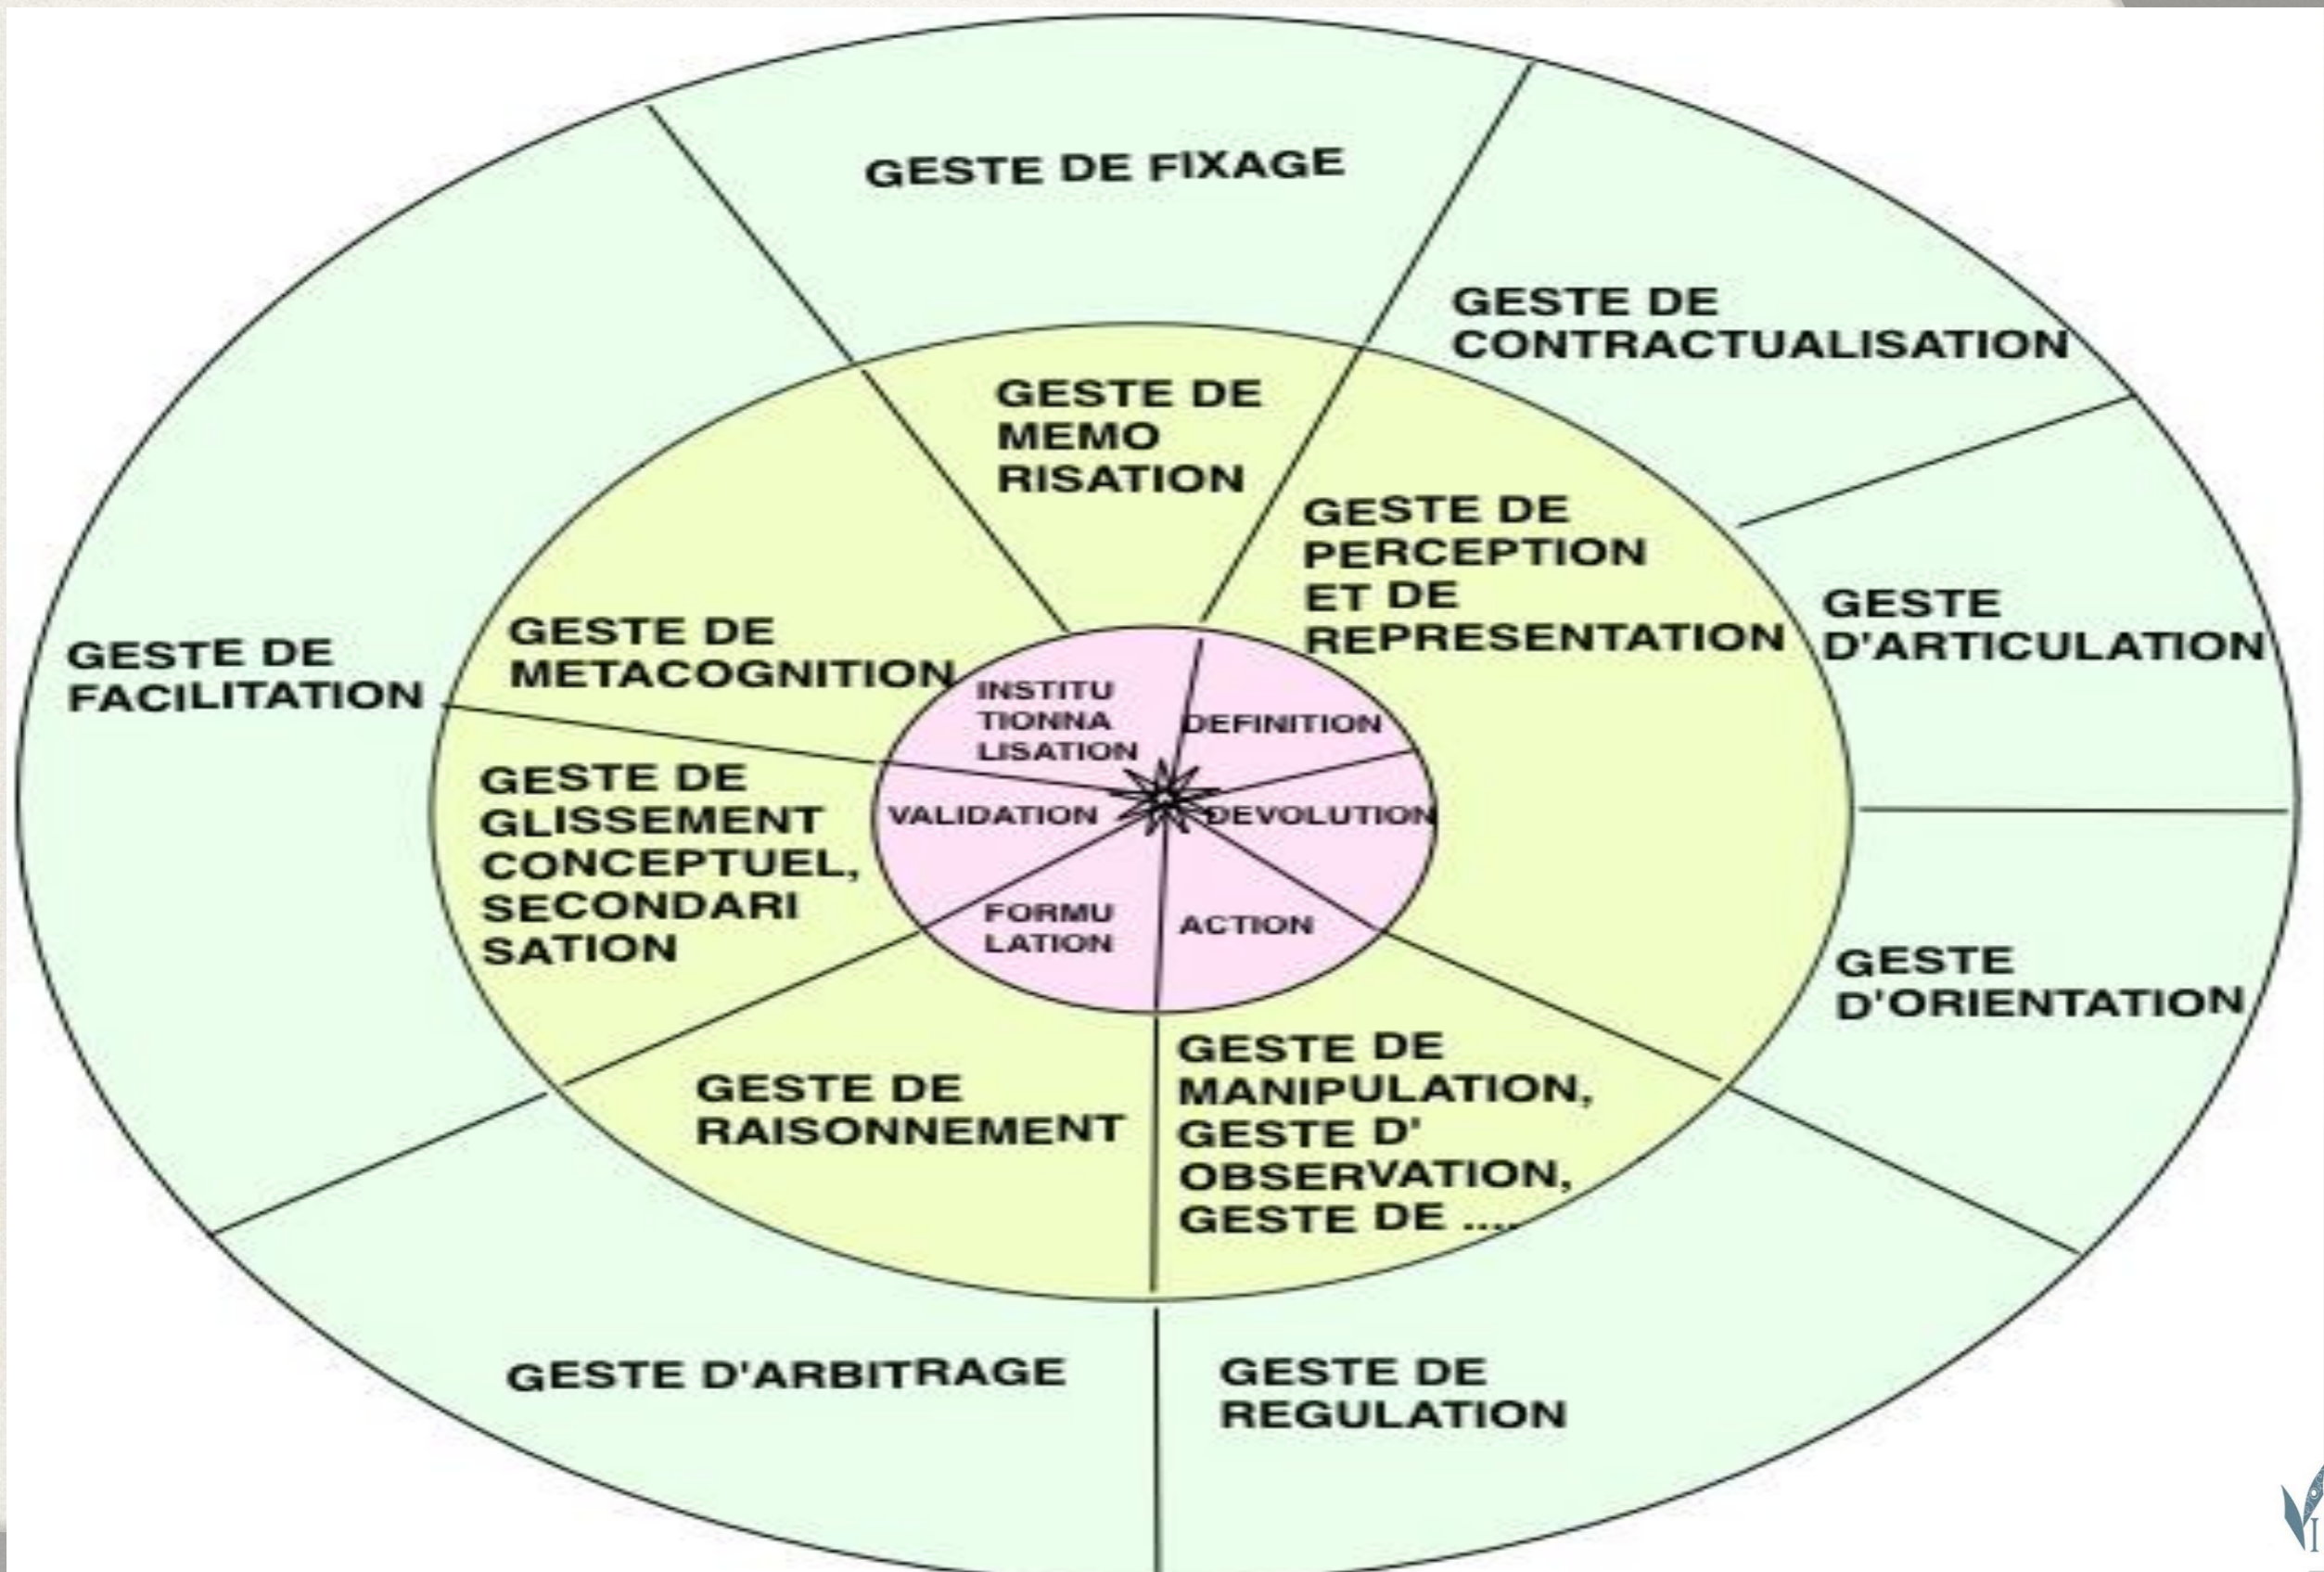 GESTE DE FIXAGE
GESTE DE
CONTRACTUALISATION
GESTE
D'ARTICULATION
GESTE
D'ORIENTATION
GESTE DE
REGULATION
GESTE D'ARBITRAGE
GESTE DE
FACILITATION
GESTE DE
MEMO
RISATION
GESTE DE
PERCEPTION
ET DE
REPRESENTATION
GESTE DE
MANIPULATION,
GESTE D'
OBSERVATION,
GESTE DE ....
GESTE DE
RAISONNEMENT
GESTE DE
GLISSEMENT
CONCEPTUEL,
SECONDARI
SATION
GESTE DE
METACOGNITION
INSTITU
TIONNA
LISATION
DEFINITION
DEVOLUTION
ACTION
FORMU
LATION
VALIDATION